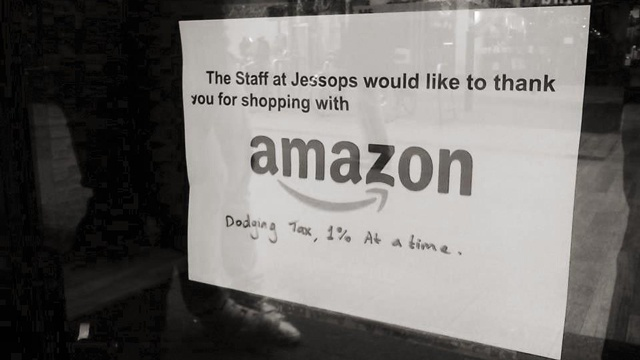 The Staff at Jessops would like to thank
you for shopping with
amazon
Dodging Tax, 1% At a time.